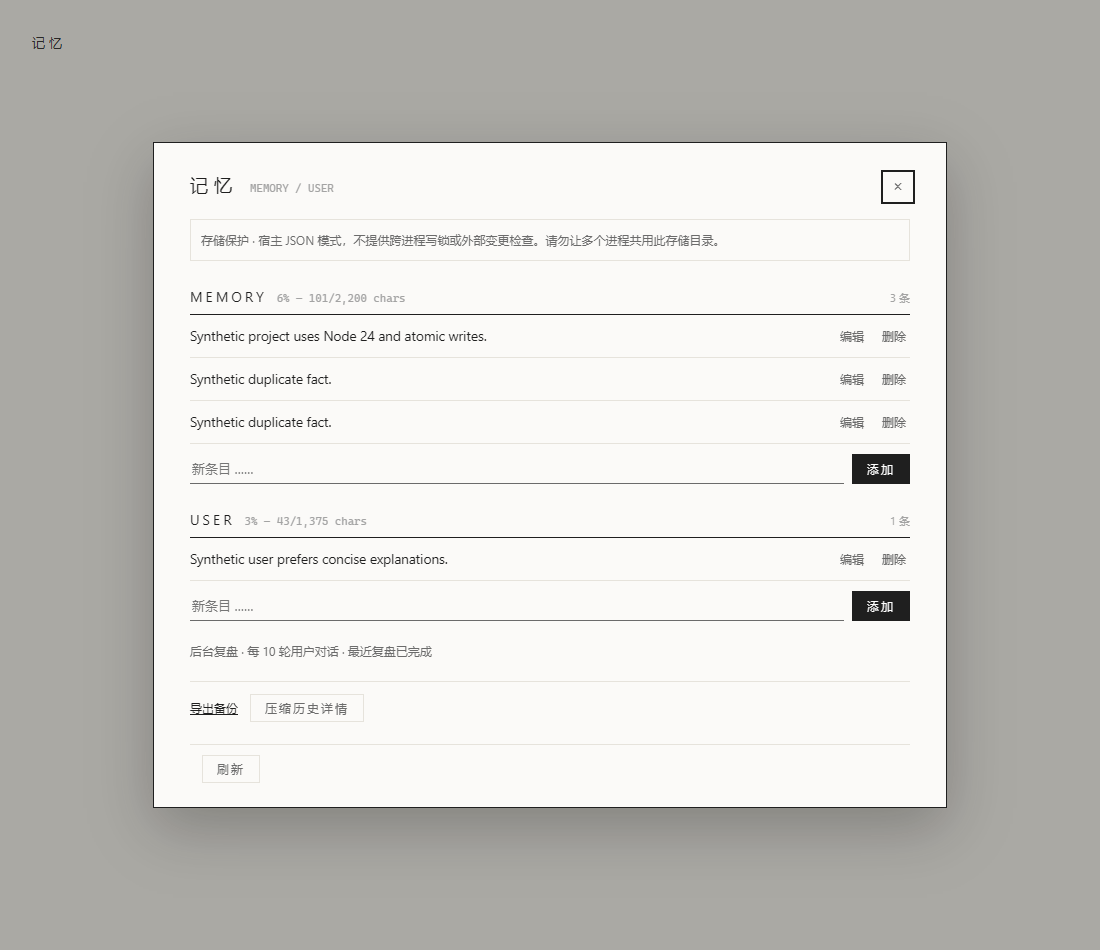 记忆
记忆 MEMORY / USER ×
存储保护 · 宿主 JSON 模式，不提供跨进程写锁或外部变更检查。请勿让多个进程共用此存储目录。
MEMORY 6% — 101/2,200 chars 3 条
Synthetic project uses Node 24 and atomic writes. 编辑 删除
Synthetic duplicate fact. 编辑 删除
Synthetic duplicate fact. 编辑 删除
新条目 …… 添加
USER 3% — 43/1,375 chars 1 条
Synthetic user prefers concise explanations. 编辑 删除
新条目 …… 添加
后台复盘 · 每 10 轮用户对话 · 最近复盘已完成
导出备份 压缩历史详情
刷新